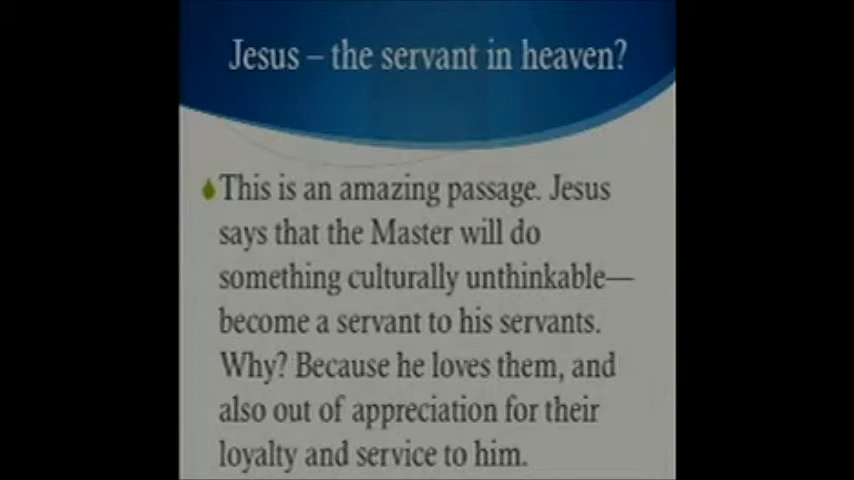 Jesus – the servant in heaven?
This is an amazing passage. Jesus
says that the Master will do
something culturally unthinkable—
become a servant to his servants.
Why? Because he loves them, and
also out of appreciation for their
loyalty and service to him.